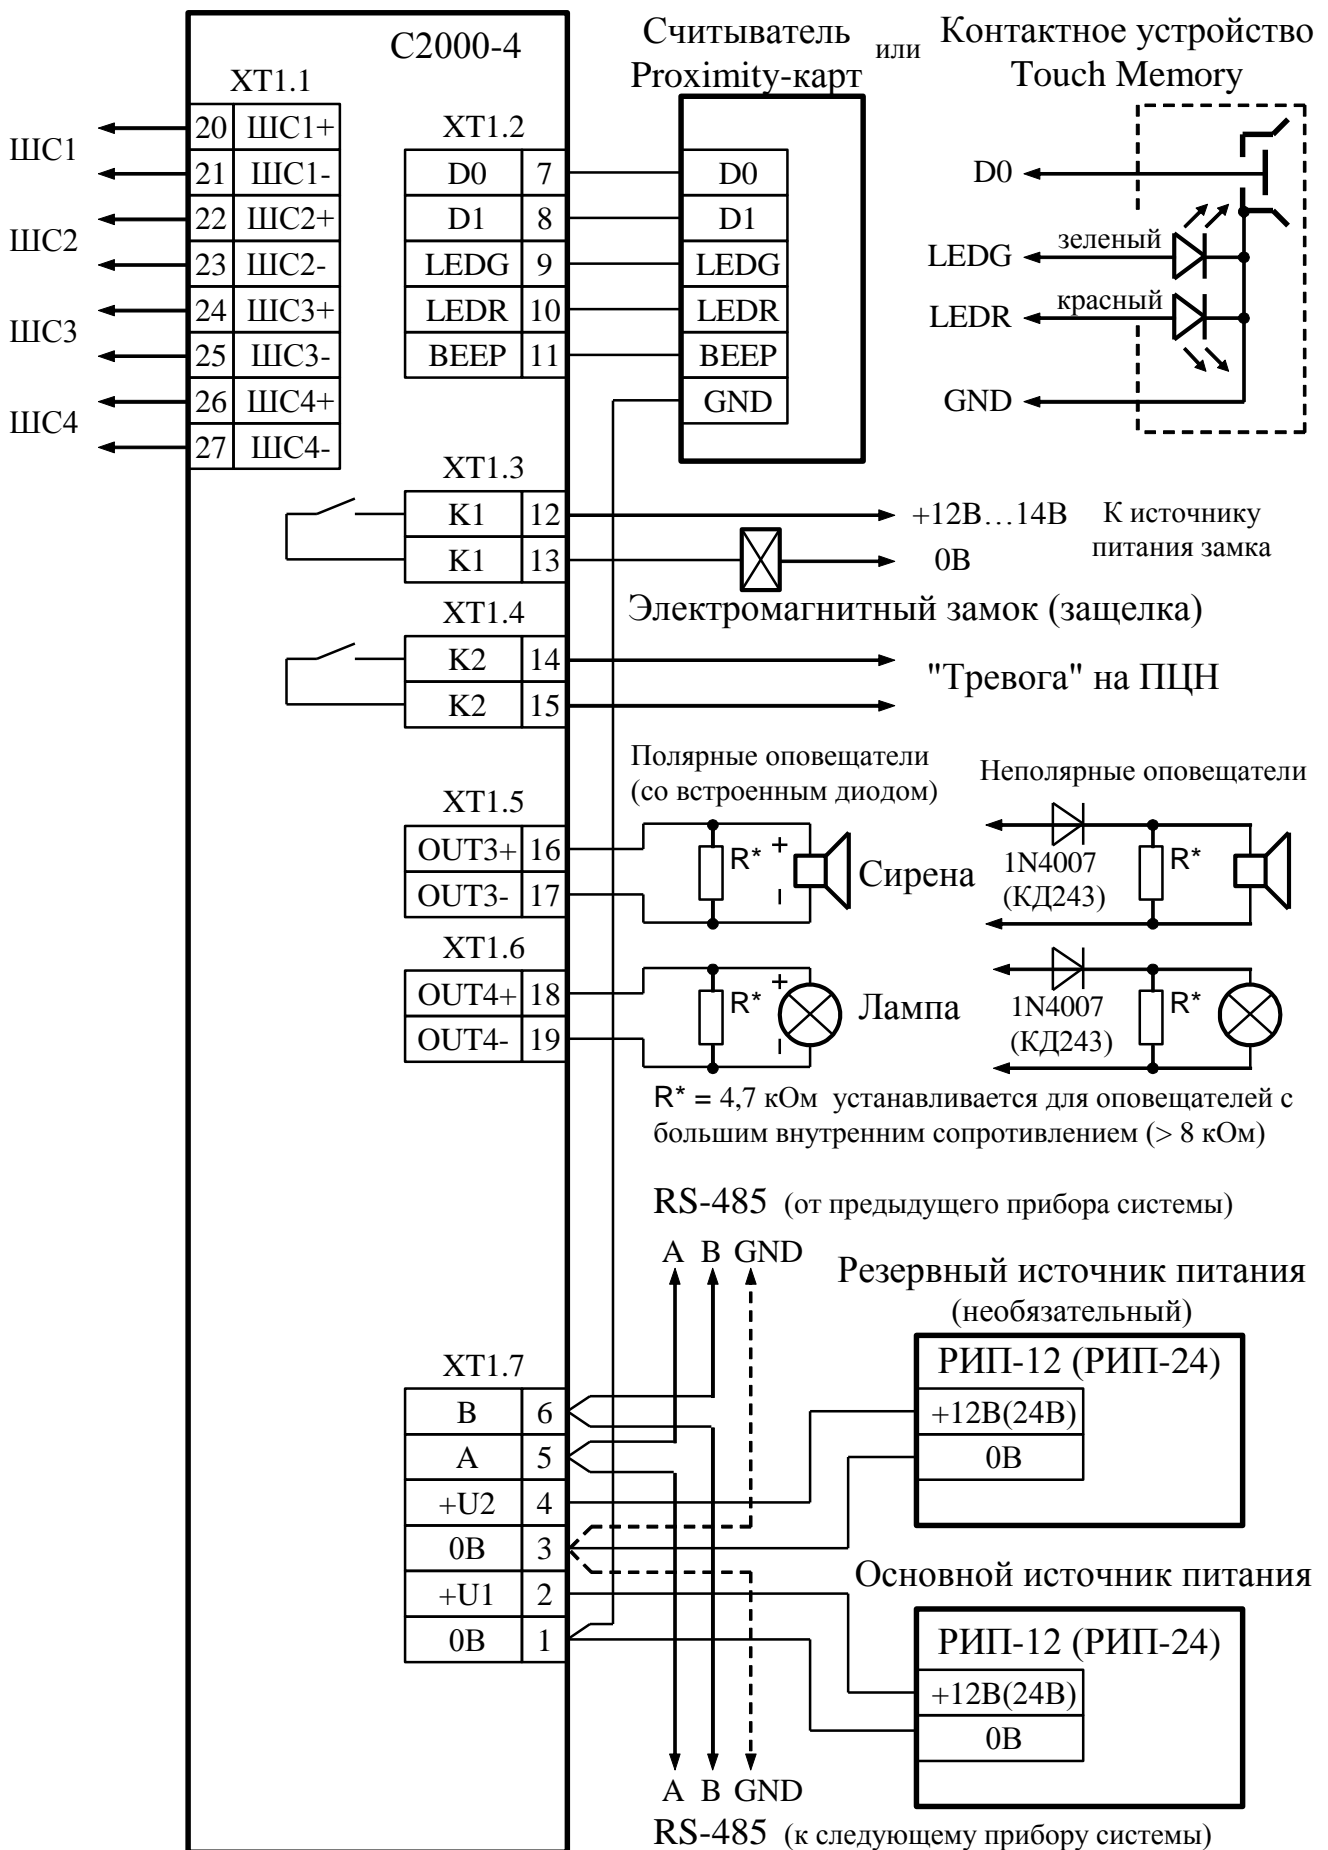 С2000-4
XT1.1
ШС1
20 ШС1+
21 ШС1-
ШС2
22 ШС2+
23 ШС2-
ШС3
24 ШС3+
25 ШС3-
ШС4
26 ШС4+
27 ШС4-
XT1.2
D0 7
D1 8
LEDG 9
LEDR 10
BEEP 11
Считыватель
Proximity-карт
D0
D1
LEDG
LEDR
BEEP
GND
или
Контактное устройство
Touch Memory
D0
LEDG зеленый
LEDR красный
GND
XT1.3
K1 12
K1 13
+12В…14В
0В
К источнику
питания замка
Электромагнитный замок (защелка)
XT1.4
K2 14
K2 15
"Тревога" на ПЦН
XT1.5
OUT3+ 16
OUT3- 17
Полярные оповещатели
(со встроенным диодом)
R* + –
Сирена
Неполярные оповещатели
1N4007
(КД243)
R*
XT1.6
OUT4+ 18
OUT4- 19
R* + –
Лампа
1N4007
(КД243)
R*
R* = 4,7 кОм устанавливается для оповещателей с
большим внутренним сопротивлением (> 8 кОм)
RS-485 (от предыдущего прибора системы)
A B GND
XT1.7
B 6
A 5
+U2 4
0В 3
+U1 2
0В 1
Резервный источник питания
(необязательный)
РИП-12 (РИП-24)
+12В(24В)
0В
Основной источник питания
РИП-12 (РИП-24)
+12В(24В)
0В
A B GND
RS-485 (к следующему прибору системы)